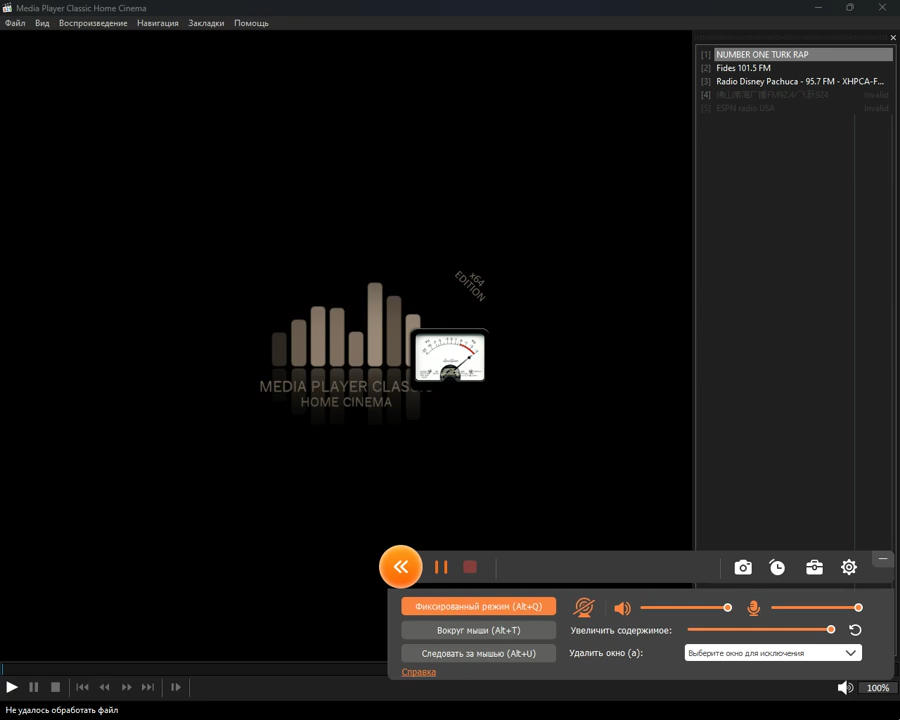 Media Player Classic Home Cinema
Файл Вид Воспроизведение Навигация Закладки Помощь
[1] NUMBER ONE TURK RAP
[2] Fides 101.5 FM
[3] Radio Disney Pachuca - 95.7 FM - XHPCA-F...
[4] Invalid
[5] ESPN radio USA Invalid
x64
EDITION
MEDIA PLAYER CLAS
HOME CINEMA
Фиксированный режим (Alt+Q)
Вокруг мыши (Alt+T)
Увеличить содержимое:
Следовать за мышью (Alt+U)
Удалить окно (а):
Выберите окно для исключения
Справка
100%
Не удалось обработать файл